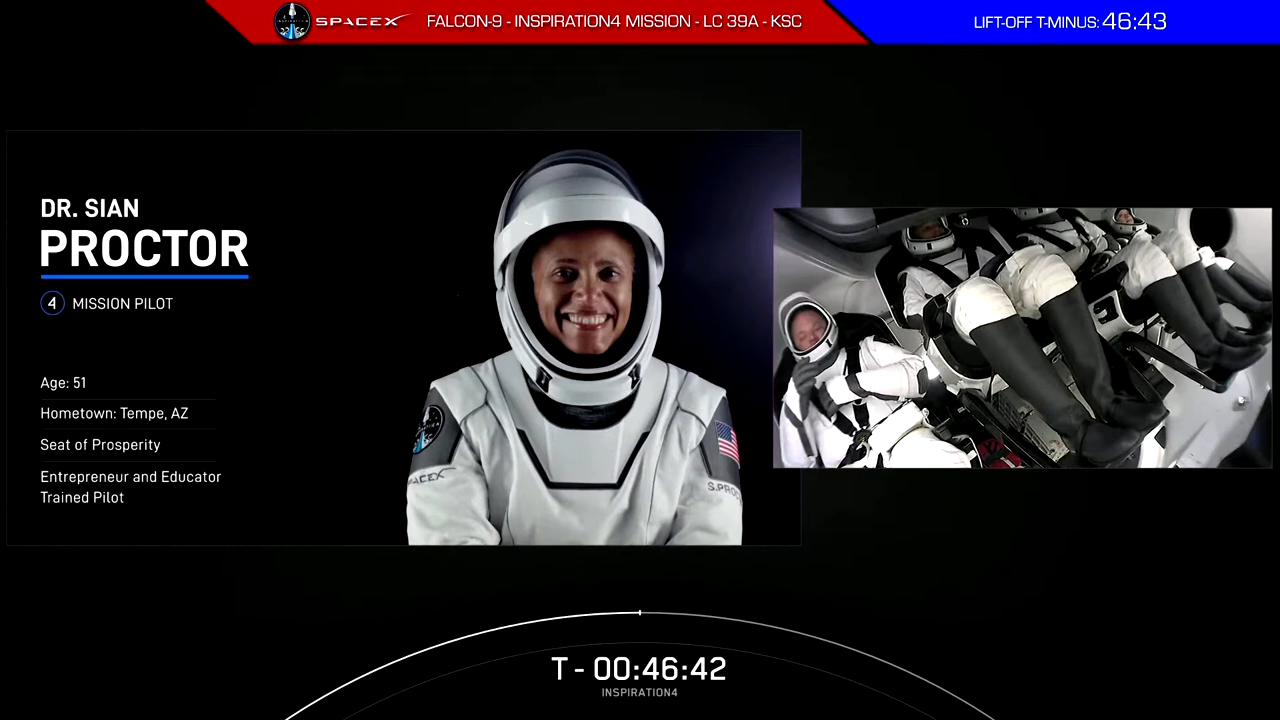 SPACEX
FALCON-9 - INSPIRATION4 MISSION - LC 39A - KSC
LIFT-OFF T-MINUS: 46:43
DR. SIAN
PROCTOR
4 MISSION PILOT
Age: 51
Hometown: Tempe, AZ
Seat of Prosperity
Entrepreneur and Educator
Trained Pilot
SPACEX
S.PROC
T - 00:46:42
INSPIRATION4